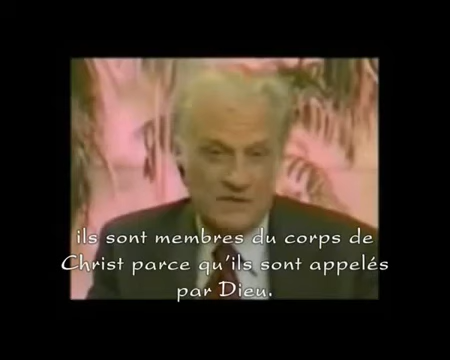 ils sont membres du corps de
Christ parce qu'ils sont appelés
par Dieu.